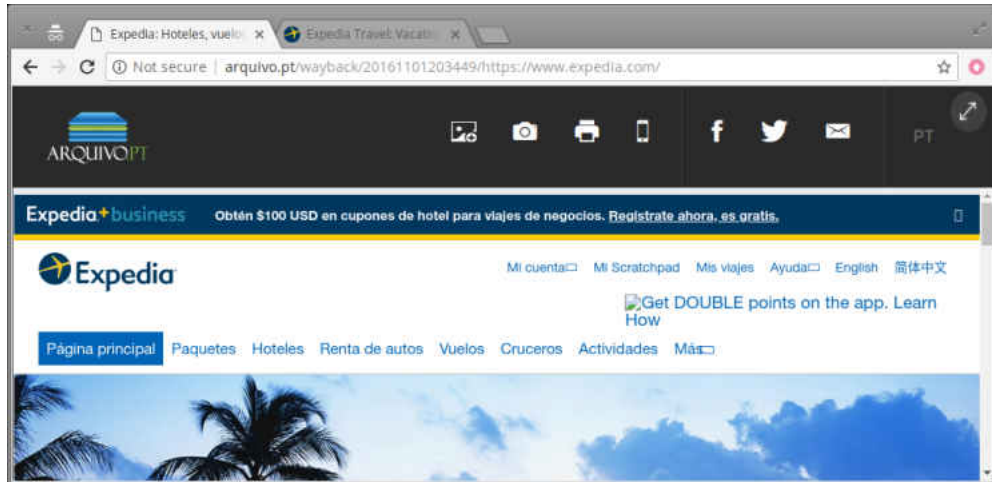 Expedia: Hoteles, vuelo
Expedia Travel: Vacati
Not secure | arquivo.pt/wayback/20161101203449/https://www.expedia.com/
ARQUIVO.PT
PT
Expedia+business Obtén $100 USD en cupones de hotel para viajes de negocios. Regístrate ahora, es gratis.
Expedia
Mi cuenta Mi Scratchpad Mis viajes Ayuda English 简体中文
Get DOUBLE points on the app. Learn
How
Página principal Paquetes Hoteles Renta de autos Vuelos Cruceros Actividades Más